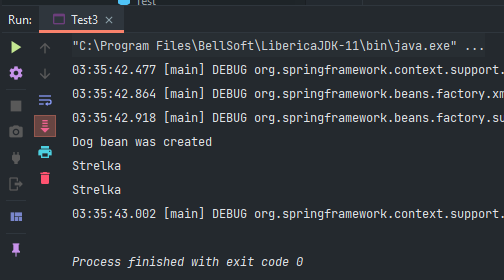 Test
Run: Test3
"C:\Program Files\BellSoft\LibericaJDK-11\bin\java.exe" ...
03:35:42.477 [main] DEBUG org.springframework.context.support.
03:35:42.864 [main] DEBUG org.springframework.beans.factory.xm
03:35:42.918 [main] DEBUG org.springframework.beans.factory.su
Dog bean was created
Strelka
Strelka
03:35:43.002 [main] DEBUG org.springframework.context.support.
Process finished with exit code 0